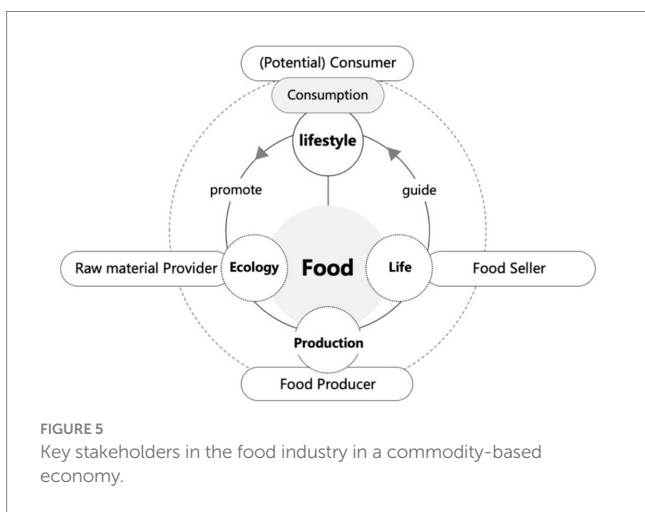 (Potential) Consumer
Consumption
lifestyle
promote
guide
Raw material Provider
Ecology
Food
Life
Food Seller
Production
Food Producer
FIGURE 5
Key stakeholders in the food industry in a commodity-based
economy.